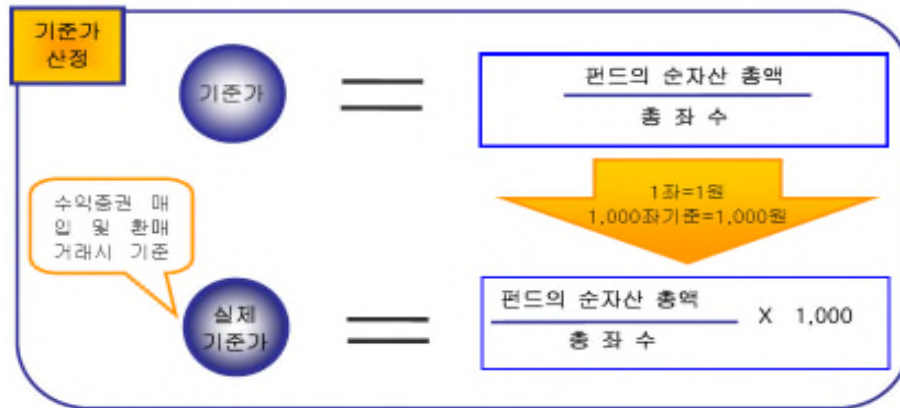 기준가
산정
기준가
펀드의 순자산 총액
총 좌 수
1좌=1원
1,000좌기준=1,000원
수익증권 매
입 및 환매
거래시 기준
실제
기준가
펀드의 순자산 총액
총 좌 수
X 1,000